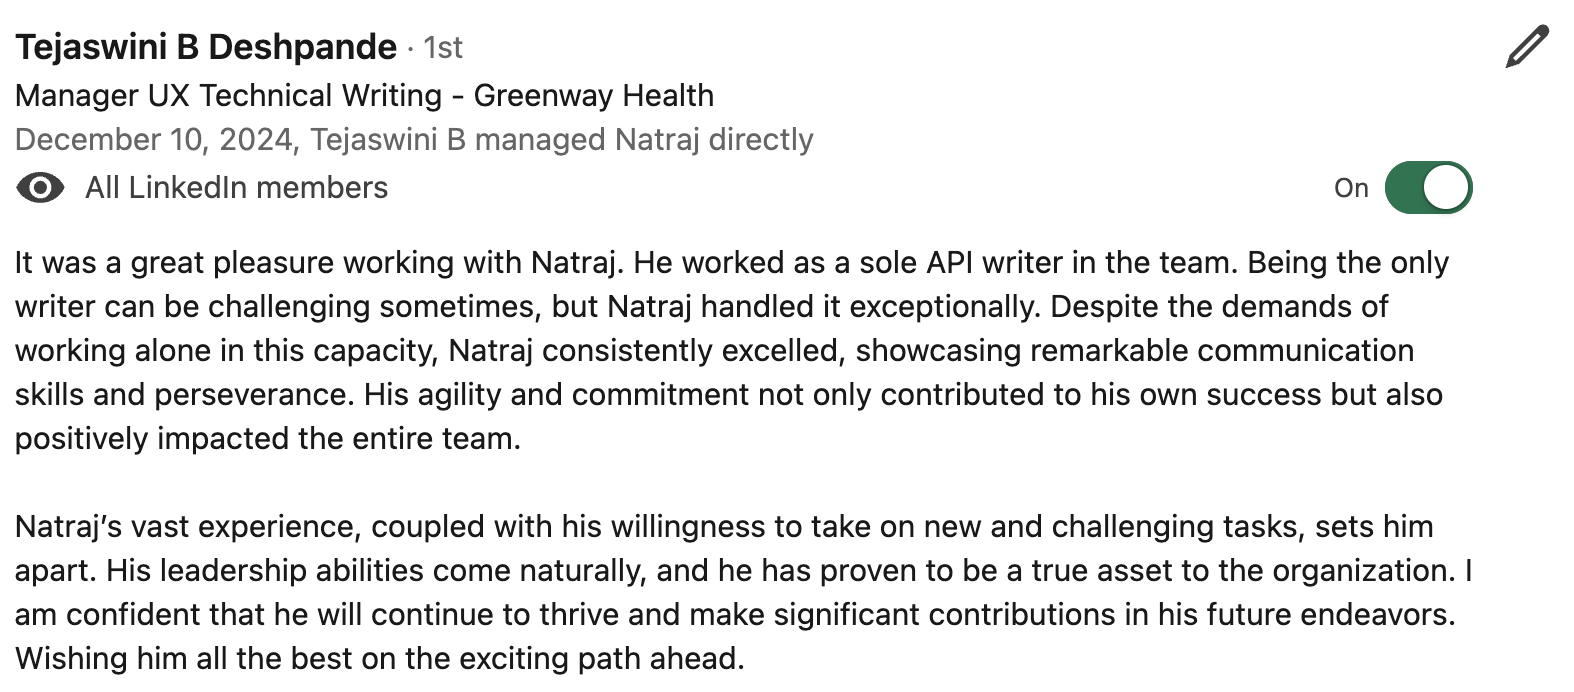 Tejaswini B Deshpande · 1st
Manager UX Technical Writing - Greenway Health
December 10, 2024, Tejaswini B managed Natraj directly
All LinkedIn members
On
It was a great pleasure working with Natraj. He worked as a sole API writer in the team. Being the only
writer can be challenging sometimes, but Natraj handled it exceptionally. Despite the demands of
working alone in this capacity, Natraj consistently excelled, showcasing remarkable communication
skills and perseverance. His agility and commitment not only contributed to his own success but also
positively impacted the entire team.
Natraj’s vast experience, coupled with his willingness to take on new and challenging tasks, sets him
apart. His leadership abilities come naturally, and he has proven to be a true asset to the organization. I
am confident that he will continue to thrive and make significant contributions in his future endeavors.
Wishing him all the best on the exciting path ahead.